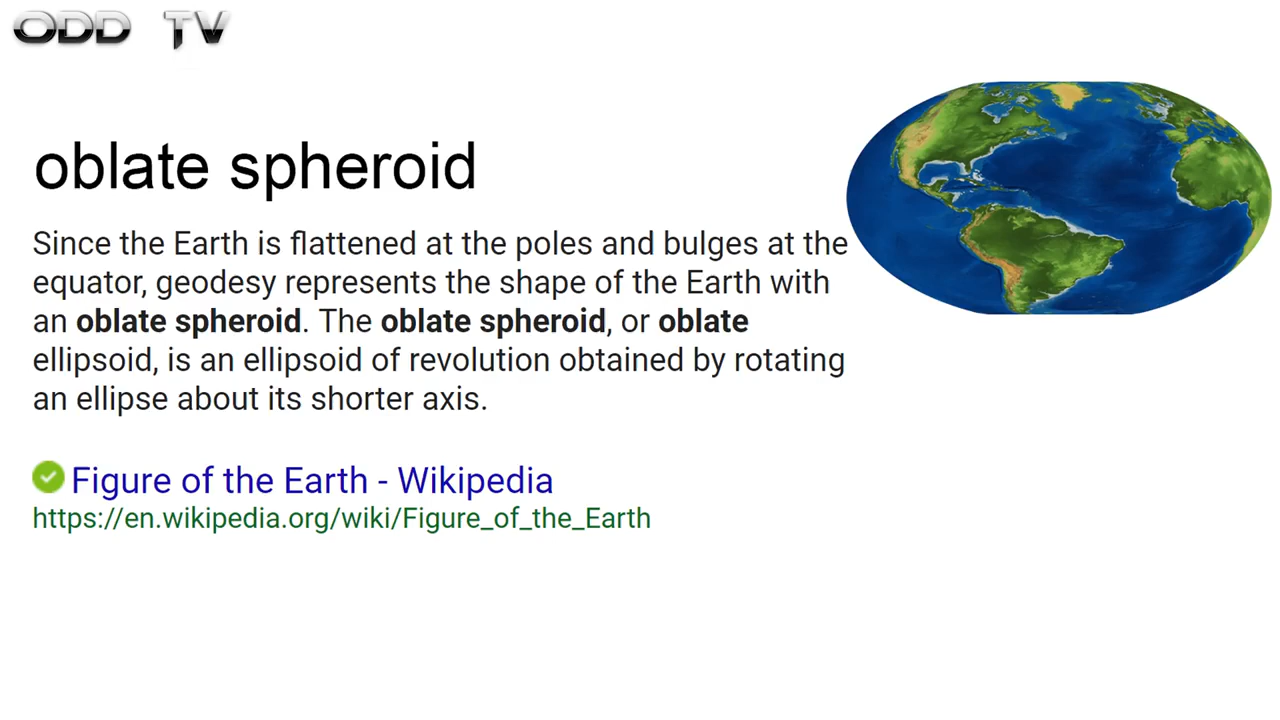 ODD TV
oblate spheroid
Since the Earth is flattened at the poles and bulges at the
equator, geodesy represents the shape of the Earth with
an oblate spheroid. The oblate spheroid, or oblate
ellipsoid, is an ellipsoid of revolution obtained by rotating
an ellipse about its shorter axis.
Figure of the Earth - Wikipedia
https://en.wikipedia.org/wiki/Figure_of_the_Earth